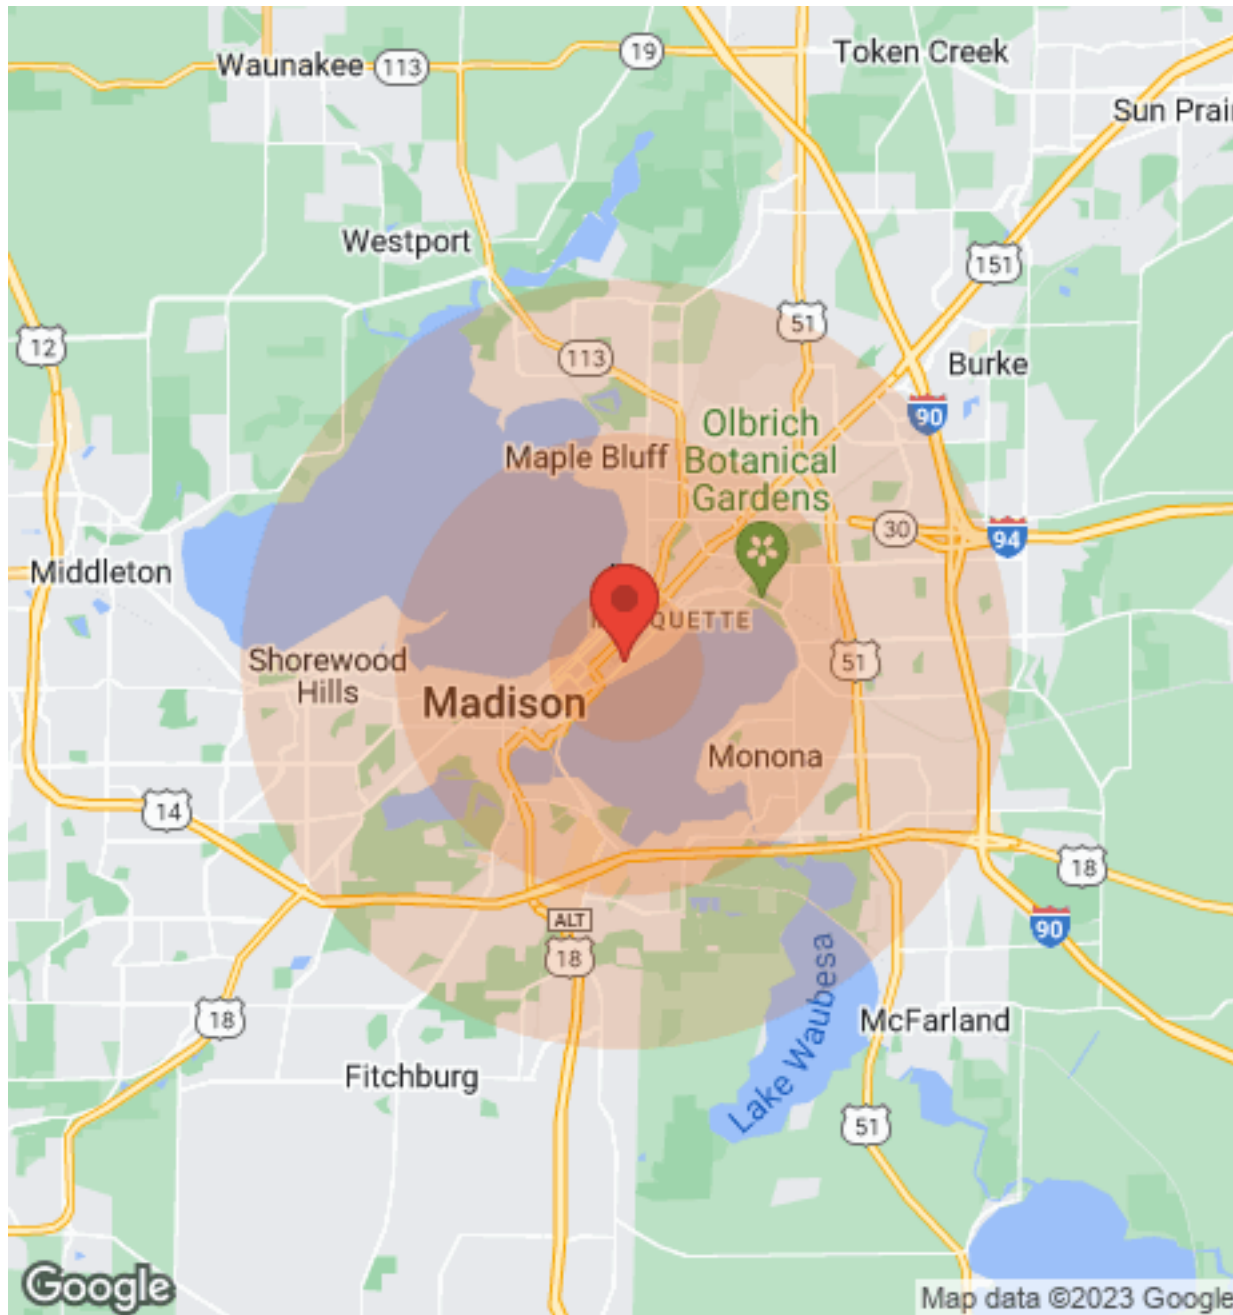 Waunakee
113
19
Token Creek
Sun Prair
Westport
151
51
12
113
Burke
90
Olbrich
Botanical
Gardens
Maple Bluff
30
94
Middleton
QUETTE
51
Shorewood
Hills
Madison
Monona
14
18
ALT
18
90
Lake Waubesa
18
McFarland
Fitchburg
51
Google
Map data ©2023 Google